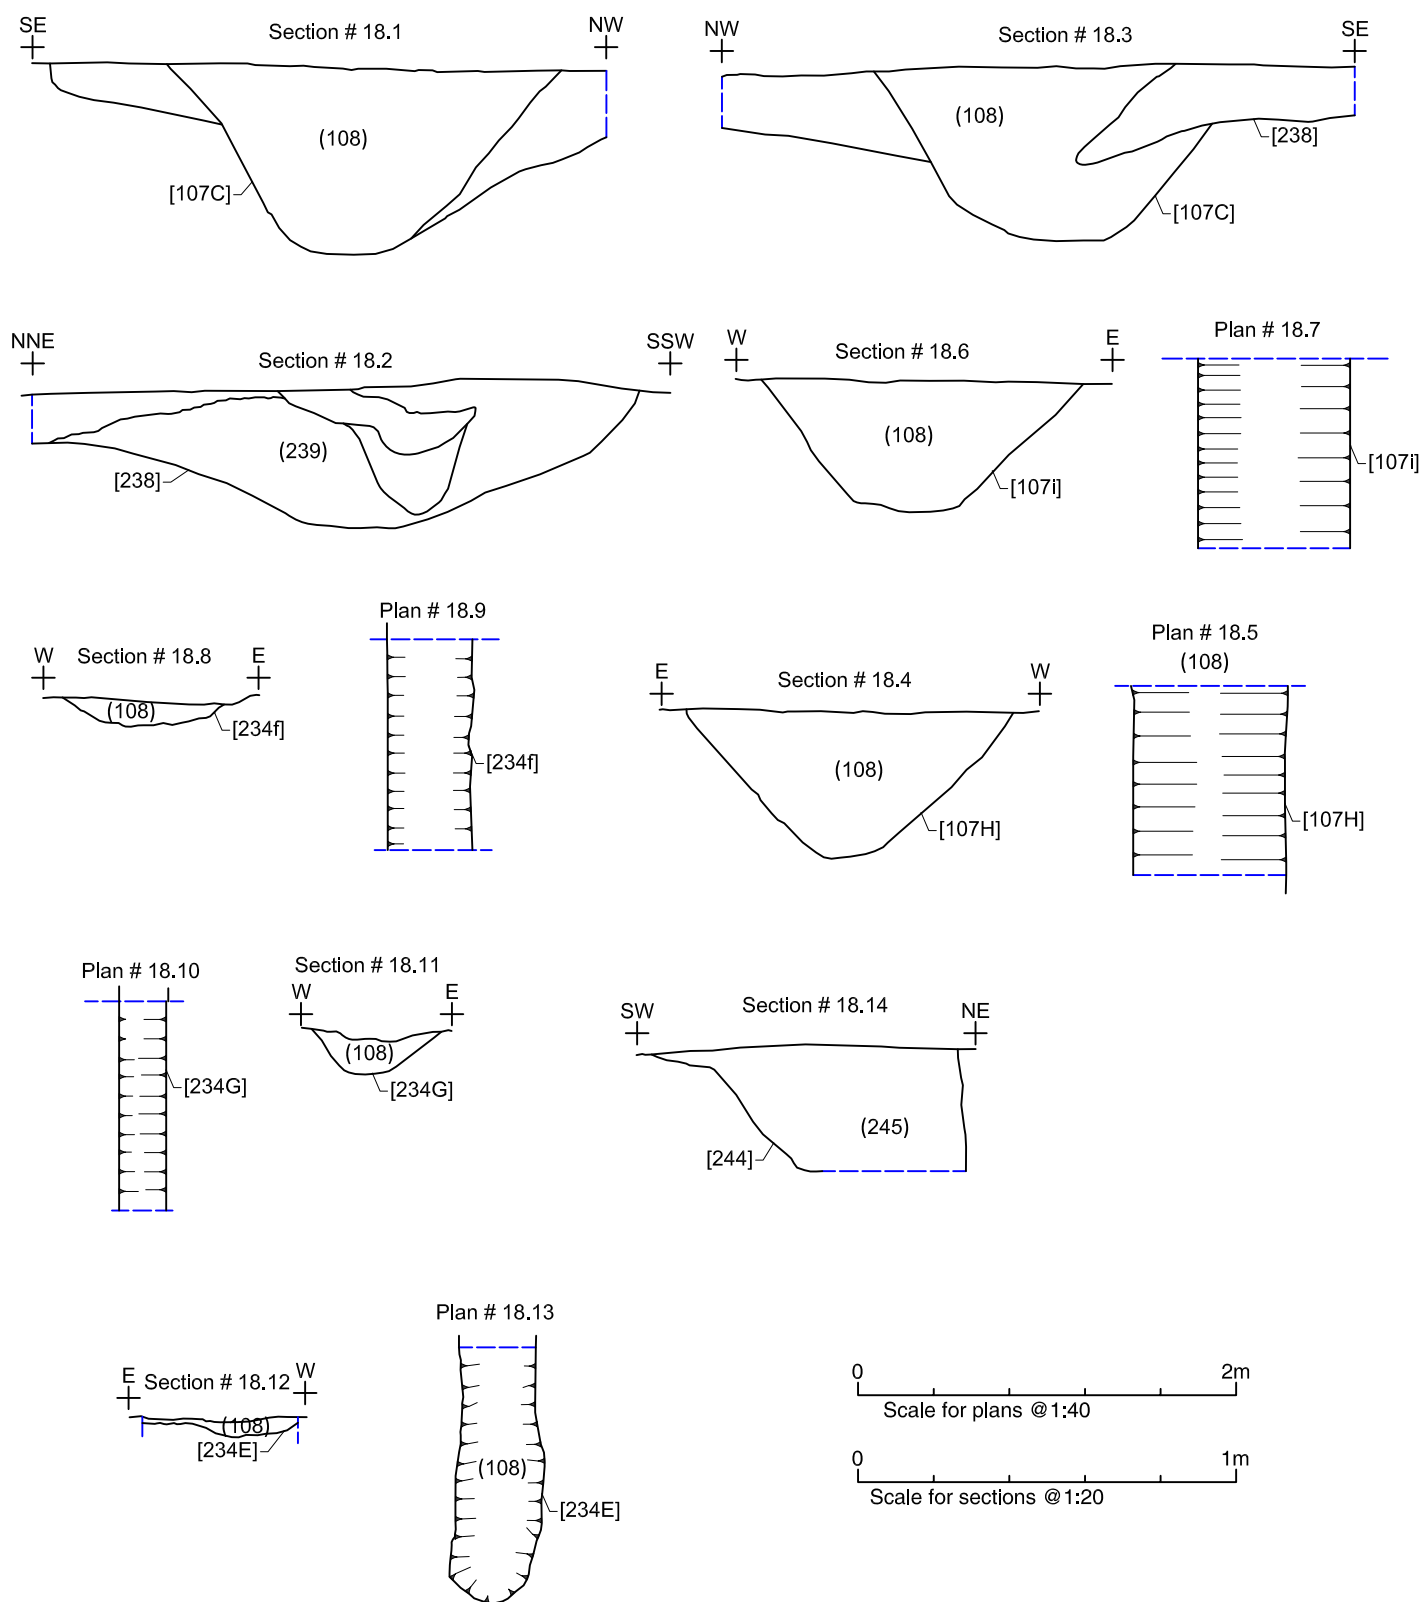 SE
Section # 18.1
NW
(108)
[107C]
NW
Section # 18.3
SE
(108)
[238]
[107C]
NNE
Section # 18.2
SSW
(239)
[238]
W
Section # 18.6
E
(108)
[107i]
Plan # 18.7
[107i]
W
Section # 18.8
E
(108)
[234f]
Plan # 18.9
[234f]
E
Section # 18.4
W
(108)
[107H]
Plan # 18.5
(108)
[107H]
Plan # 18.10
[234G]
Section # 18.11
W
E
(108)
[234G]
SW
Section # 18.14
NE
(245)
[244]
E
Section # 18.12
W
(108)
[234E]
Plan # 18.13
(108)
[234E]
0
2m
Scale for plans @1:40
0
1m
Scale for sections @1:20